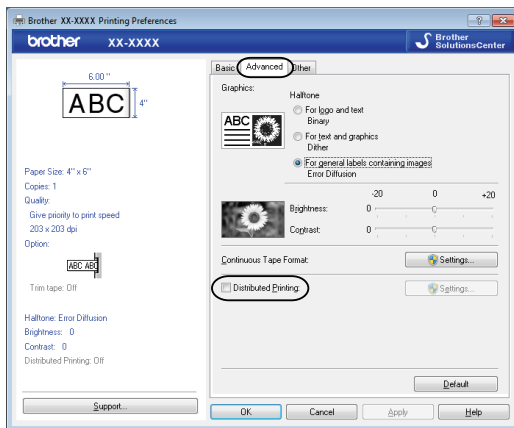 Brother XX-XXXX Printing Preferences
brother XX-XXXX
Brother
SolutionsCenter
6.00 "
ABC
4"
Paper Size: 4" x 6"
Copies: 1
Quality:
Give priority to print speed
203 x 203 dpi
Option:
ABC ABC
Trim tape: Off
Halftone: Error Diffusion
Brightness: 0
Contrast: 0
Distributed Printing: Off
Support...
Basic Advanced Other
Graphics:
Halftone
ABC
For logo and text
Binary
For text and graphics
Dither
For general labels containing images
Error Diffusion
-20 0 +20
Brightness: 0
Contrast: 0
Continuous Tape Format:
Settings...
Distributed Printing:
Settings...
Default
OK Cancel Apply Help